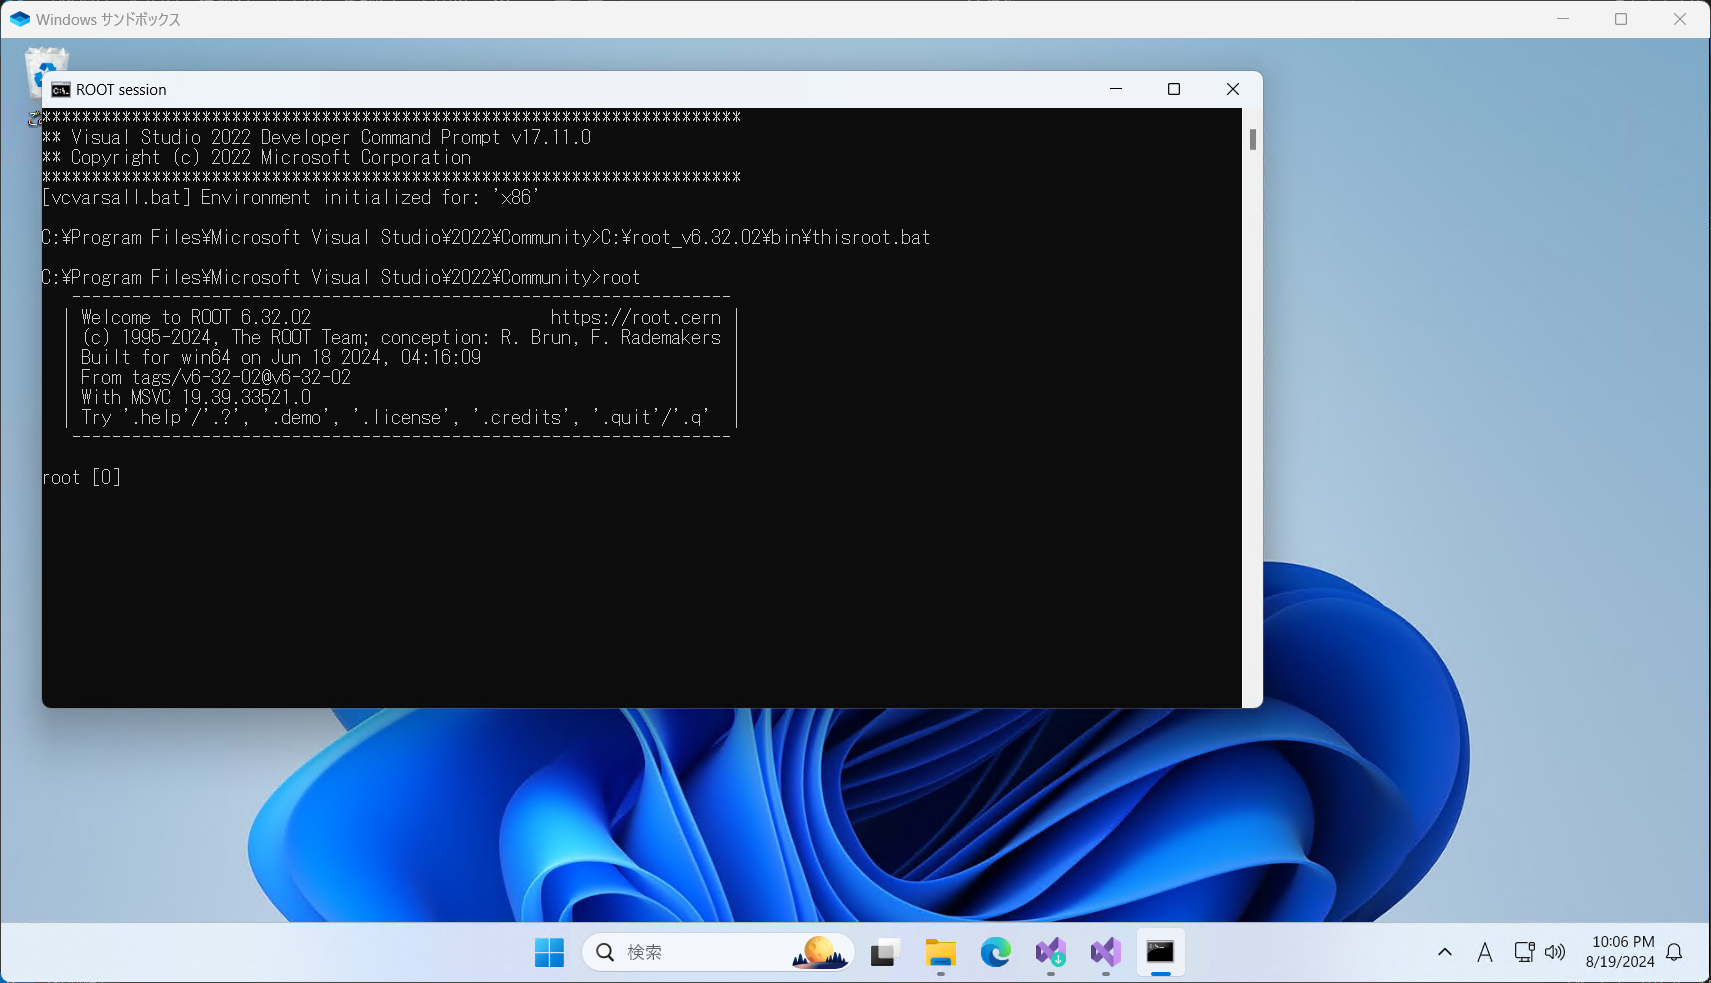 Windows サンドボックス
ROOT session
**********************************************************************
** Visual Studio 2022 Developer Command Prompt v17.11.0
** Copyright (c) 2022 Microsoft Corporation
**********************************************************************
[vcvarsall.bat] Environment initialized for: 'x86'
C:¥Program Files¥Microsoft Visual Studio¥2022¥Community>C:¥root_v6.32.02¥bin¥thisroot.bat
C:¥Program Files¥Microsoft Visual Studio¥2022¥Community>root
------------------------------------------------------------------
| Welcome to ROOT 6.32.02 https://root.cern |
| (c) 1995-2024, The ROOT Team; conception: R. Brun, F. Rademakers |
| Built for win64 on Jun 18 2024, 04:16:09 |
| From tags/v6-32-02@v6-32-02 |
| With MSVC 19.39.33521.0 |
| Try '.help'/'.?', '.demo', '.license', '.credits', '.quit'/'.q' |
------------------------------------------------------------------
root [0]
検索
A
10:06 PM
8/19/2024